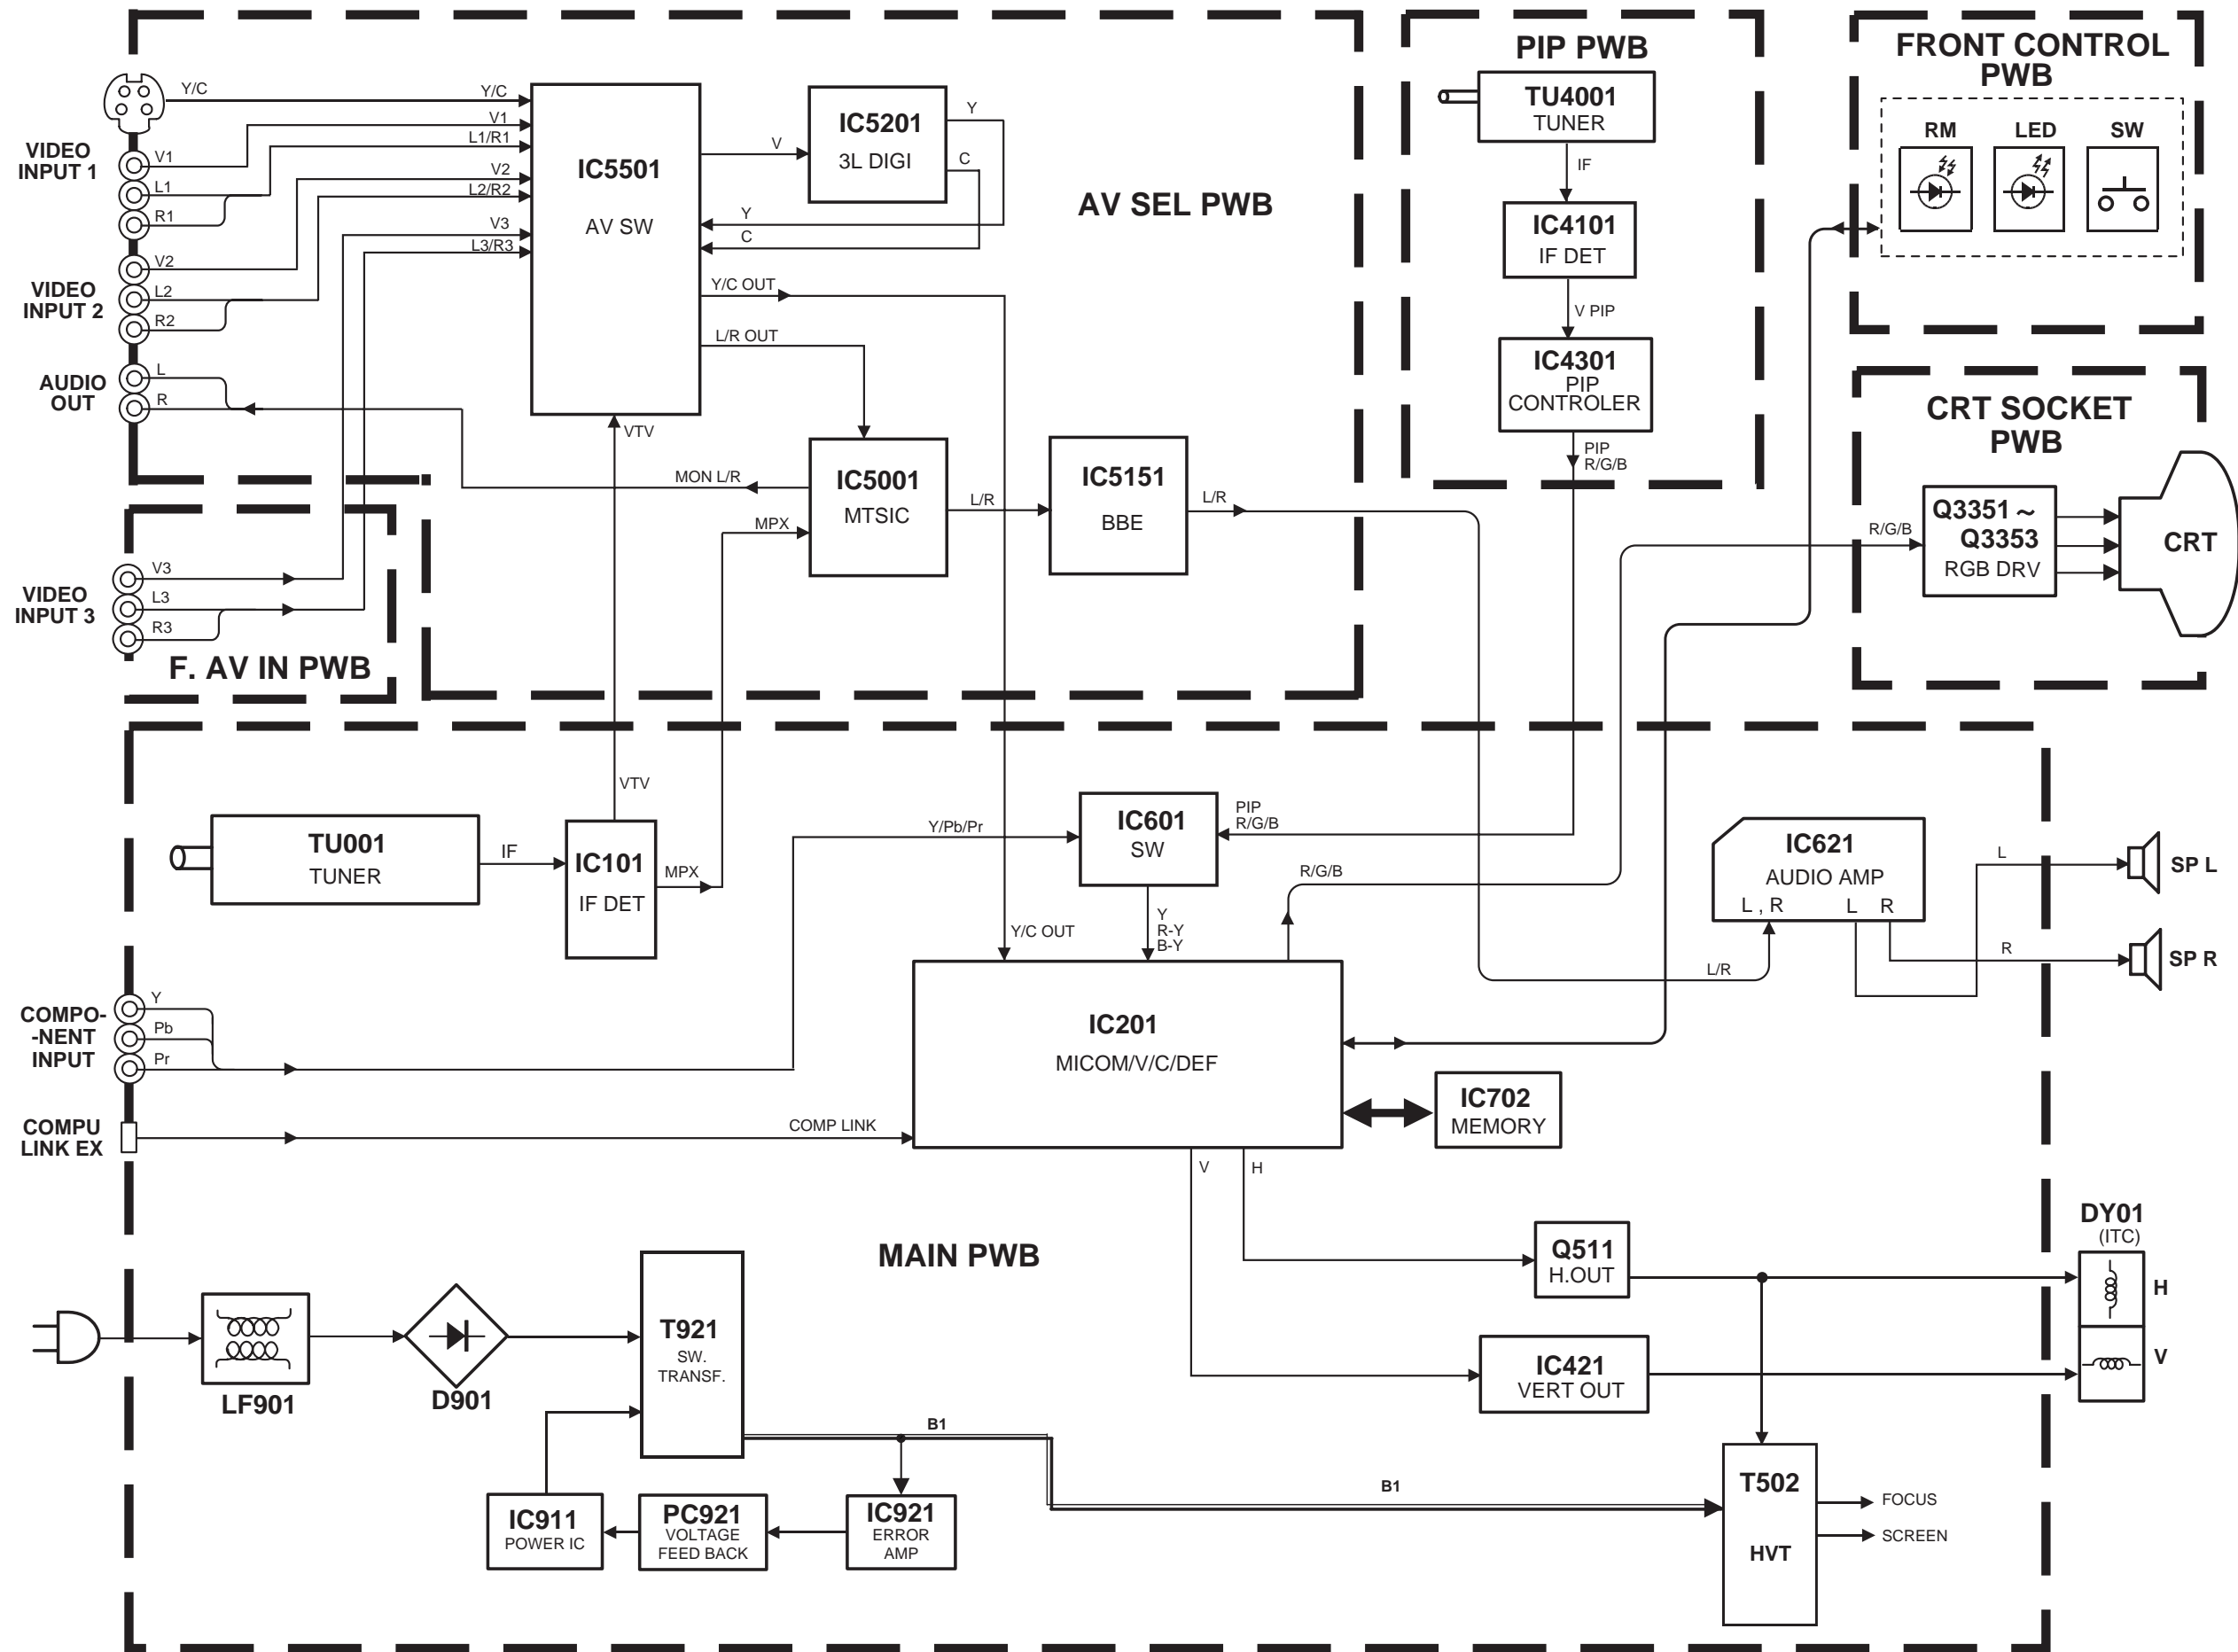 PIP PWB
FRONT CONTROL
PWB
AV SEL PWB
CRT SOCKET
PWB
F. AV IN PWB
MAIN PWB
VIDEO
INPUT 1
Y/C
Y/C
V1
L1
R1
V1
L1/R1
V2
L2/R2
V3
L3/R3
VIDEO
INPUT 2
V2
L2
R2
AUDIO
OUT
L
R
VIDEO
INPUT 3
V3
L3
R3
IC5501
AV SW
V
IC5201
3L DIGI
Y
C
Y
C
Y/C OUT
L/R OUT
VTV
MON L/R
MPX
IC5001
MTSIC
L/R
IC5151
BBE
L/R
TU4001
TUNER
IF
IC4101
IF DET
V PIP
IC4301
PIP
CONTROLER
PIP
R/G/B
RM
LED
SW
R/G/B
Q3351 ~
Q3353
RGB DRV
CRT
TU001
TUNER
IF
VTV
IC101
IF DET
MPX
Y/Pb/Pr
IC601
SW
PIP
R/G/B
Y
R-Y
B-Y
Y/C OUT
R/G/B
IC621
AUDIO AMP
L , R
L
R
L/R
L
SP L
R
SP R
COMPO-
-NENT
INPUT
Y
Pb
Pr
COMPU
LINK EX
COMP LINK
IC201
MICOM/V/C/DEF
IC702
MEMORY
V
H
Q511
H.OUT
IC421
VERT OUT
DY01
(ITC)
H
V
LF901
D901
T921
SW.
TRANSF.
B1
B1
IC911
POWER IC
PC921
VOLTAGE
FEED BACK
IC921
ERROR
AMP
T502
HVT
FOCUS
SCREEN